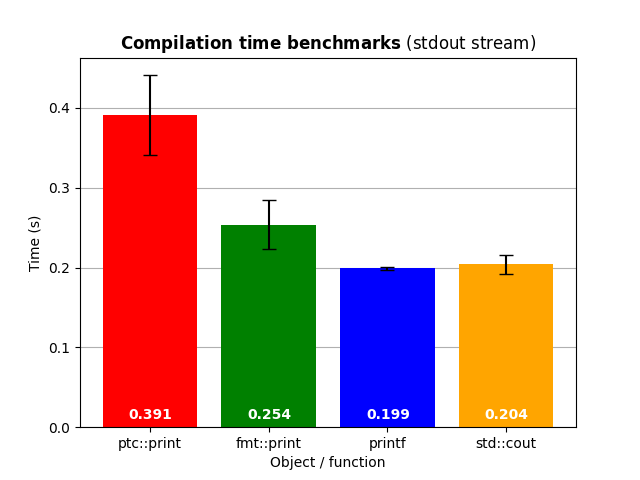 Compilation time benchmarks (stdout stream)
Time (s)
0.4
0.3
0.2
0.1
0.0
0.391
0.254
0.199
0.204
ptc::print
fmt::print
printf
std::cout
Object / function